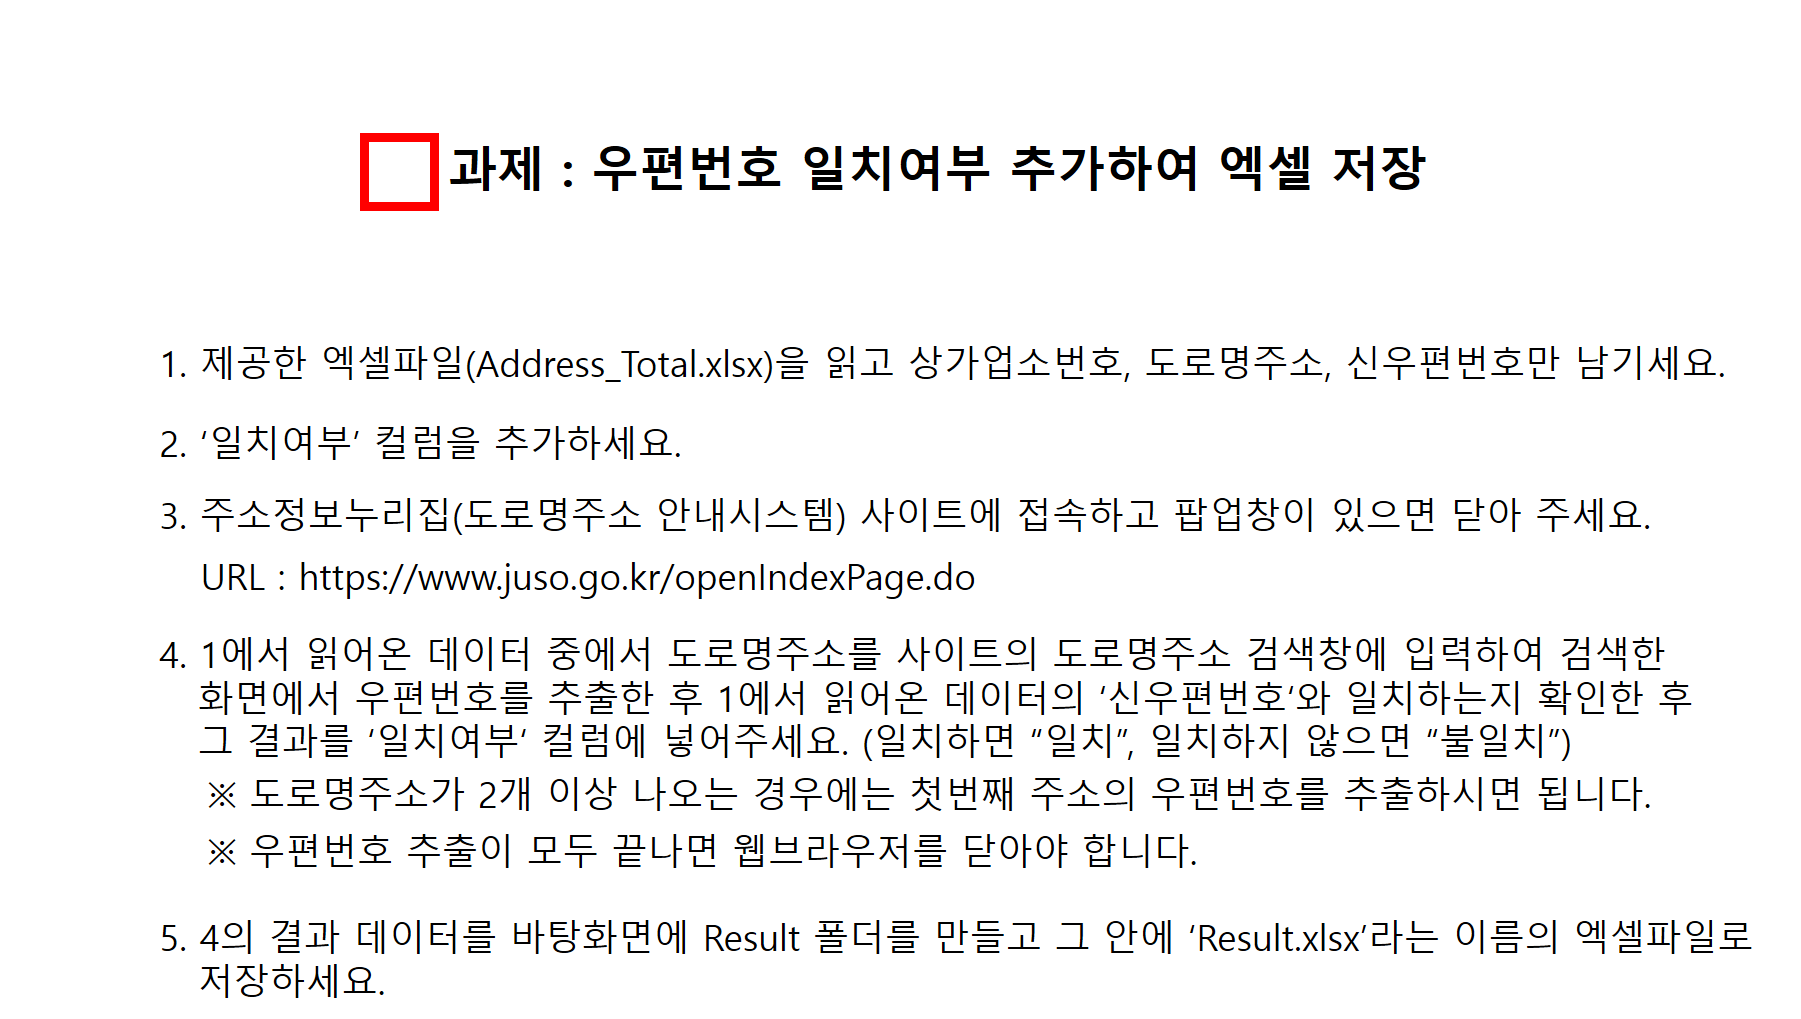 과제 : 우편번호 일치여부 추가하여 엑셀 저장
1. 제공한 엑셀파일(Address_Total.xlsx)을 읽고 상가업소번호, 도로명주소, 신우편번호만 남기세요.
2. ‘일치여부’ 컬럼을 추가하세요.
3. 주소정보누리집(도로명주소 안내시스템) 사이트에 접속하고 팝업창이 있으면 닫아 주세요.
URL : https://www.juso.go.kr/openIndexPage.do
4. 1에서 읽어온 데이터 중에서 도로명주소를 사이트의 도로명주소 검색창에 입력하여 검색한
화면에서 우편번호를 추출한 후 1에서 읽어온 데이터의 ‘신우편번호‘와 일치하는지 확인한 후
그 결과를 ‘일치여부‘ 컬럼에 넣어주세요. (일치하면 “일치”, 일치하지 않으면 “불일치”)
※ 도로명주소가 2개 이상 나오는 경우에는 첫번째 주소의 우편번호를 추출하시면 됩니다.
※ 우편번호 추출이 모두 끝나면 웹브라우저를 닫아야 합니다.
5. 4의 결과 데이터를 바탕화면에 Result 폴더를 만들고 그 안에 ‘Result.xlsx’라는 이름의 엑셀파일로
저장하세요.